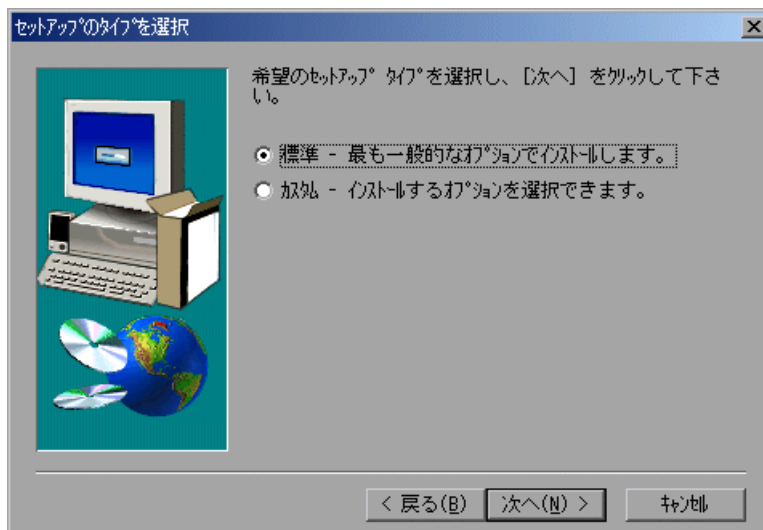 ｾｯﾄｱｯﾌﾟのﾀｲﾌﾟを選択
希望のｾｯﾄｱｯﾌﾟ ﾀｲﾌﾟを選択し、［次へ］をｸﾘｯｸして下さ
い。
標準 - 最も一般的なｵﾌﾟｼｮﾝでｲﾝｽﾄｰﾙします。
ｶｽﾀﾑ - ｲﾝｽﾄｰﾙするｵﾌﾟｼｮﾝを選択できます。
< 戻る(B)
次へ(N) >
ｷｬﾝｾﾙ